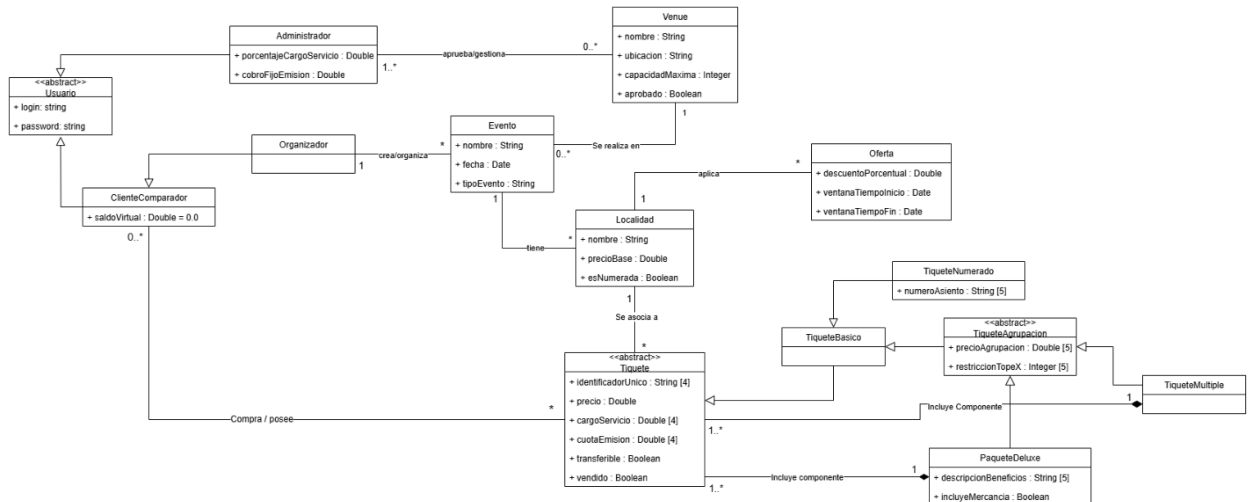 Venue
+ nombre : String
+ ubicacion : String
+ capacidadMaxima : Integer
+ aprobado : Boolean
Administrador
+ porcentajeCargoServicio : Double
+ cobroFijoEmision : Double
aprueba/gestiona
0..*
1..*
<<abstract>>
Usuario
+ login: string
+ password: string
1
Evento
+ nombre : String
+ fecha : Date
+ tipoEvento : String
Organizador
crea/organiza
1
*
Se realiza en
0..*
Oferta
+ descuentoPorcentual : Double
+ ventanaTiempoInicio : Date
+ ventanaTiempoFin : Date
aplica
*
1
ClienteComparador
+ saldoVirtual : Double = 0.0
0..*
1
Localidad
+ nombre : String
+ precioBase : Double
+ esNumerada : Boolean
tiene
*
1
Se asocia a
*
TiqueteNumerado
+ numeroAsiento : String [5]
TiqueteBasico
<<abstract>>
TiqueteAgrupacion
+ precioAgrupacion : Double [5]
+ restriccionTopeX : Integer [5]
TiqueteMultiple
<<abstract>>
Tiquete
+ identificadorUnico : String [4]
+ precio : Double
+ cargoServicio : Double [4]
+ cuotaEmision : Double [4]
+ transferible : Boolean
+ vendido : Boolean
Compra / posee
*
Incluye Componente
1
1..*
PaqueteDeluxe
+ descripcionBeneficios : String [5]
+ incluyeMercancia : Boolean
Incluye componente
1
1..*